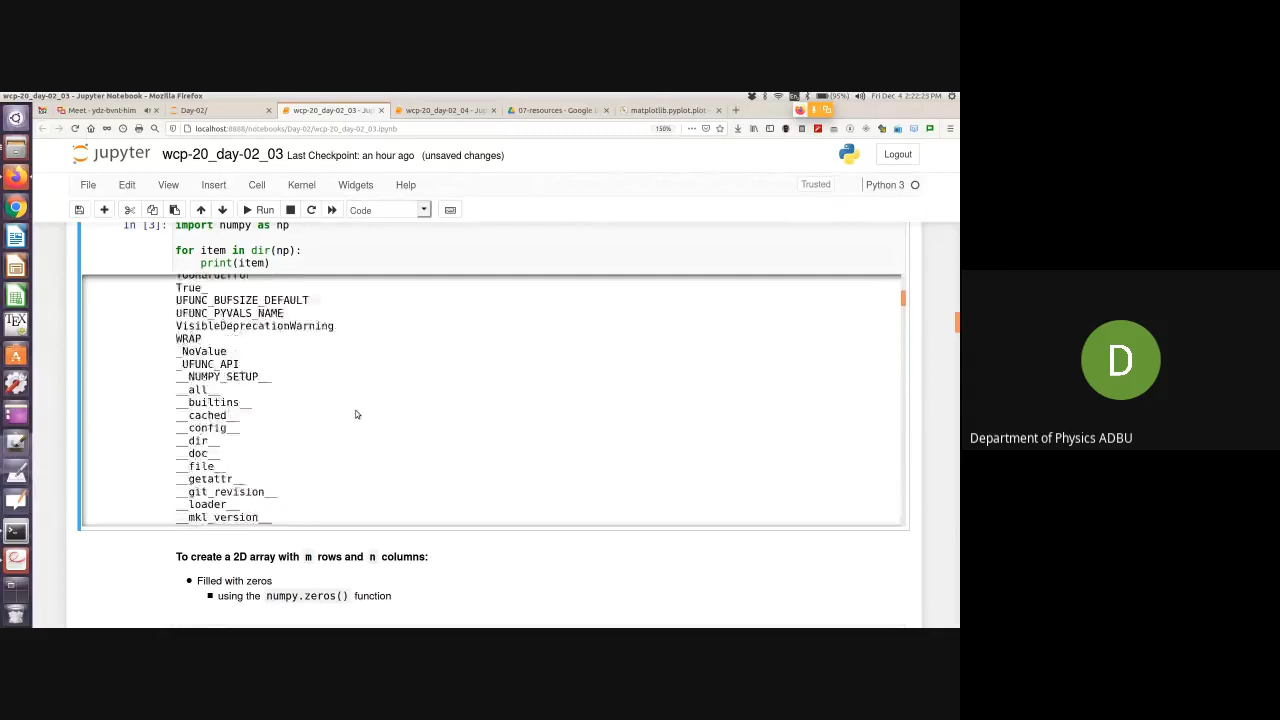 wcp-20_day-02_03 - Jupyter Notebook - Mozilla Firefox
(95%) Fri Dec 4 2:22:23 PM
Meet - ydz-bvnt-him
Day-02/
wcp-20_day-02_03 - Jup
wcp-20_day-02_04 - Jup
07-resources - Google
matplotlib.pyplot.plot
localhost:8888/notebooks/Day-02/wcp-20_day-02_03.ipynb
150%
jupyter wcp-20_day-02_03 Last Checkpoint: an hour ago (unsaved changes)
Logout
File Edit View Insert Cell Kernel Widgets Help
Trusted Python 3
Run Code
In [3]: import numpy as np
for item in dir(np):
print(item)
True_
UFUNC_BUFSIZE_DEFAULT
UFUNC_PYVALS_NAME
VisibleDeprecationWarning
WRAP
_NoValue
_UFUNC_API
__NUMPY_SETUP__
__all__
__builtins__
__cached__
__config__
__dir__
__doc__
__file__
__getattr__
__git_revision__
__loader__
__mkl_version__
To create a 2D array with m rows and n columns:
Filled with zeros
using the numpy.zeros() function
D
Department of Physics ADBU